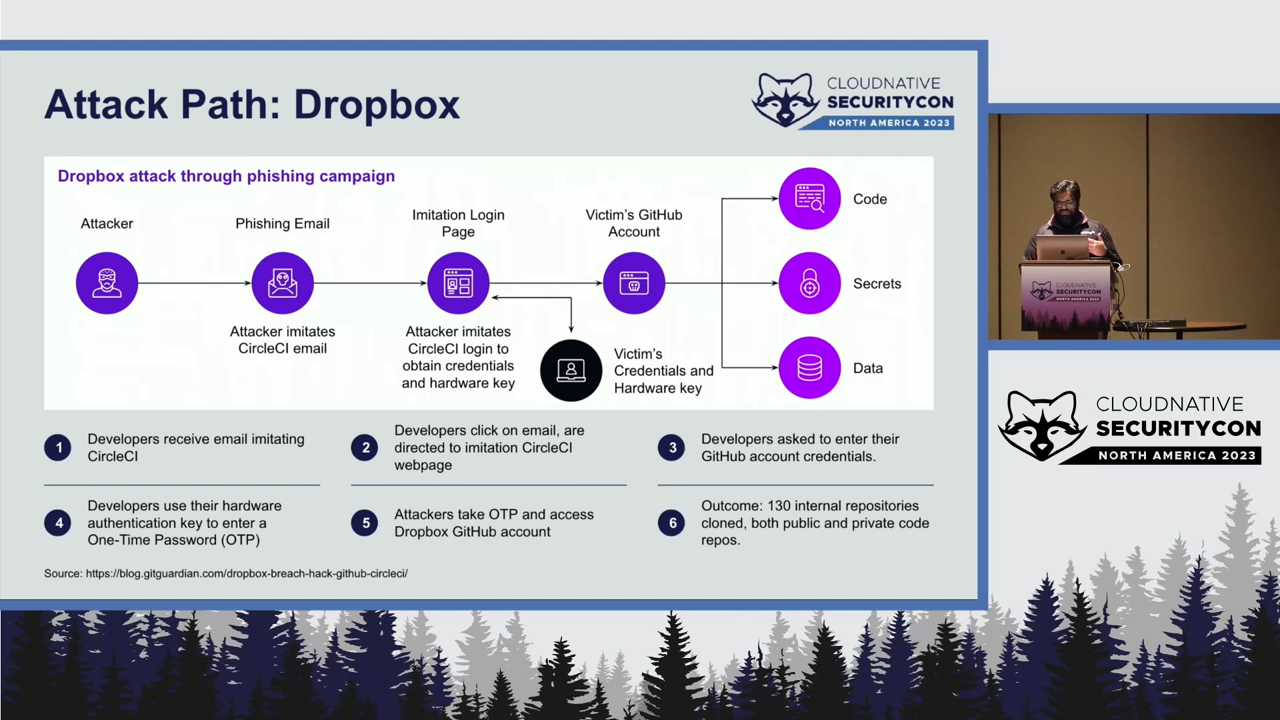 Attack Path: Dropbox
CLOUDNATIVE
SECURITYCON
NORTH AMERICA 2023
Dropbox attack through phishing campaign
Attacker
Phishing Email
Imitation Login
Page
Victim's GitHub
Account
Code
Secrets
Data
Attacker imitates
CircleCI email
Attacker imitates
CircleCI login to
obtain credentials
and hardware key
Victim's
Credentials and
Hardware key
1
Developers receive email imitating
CircleCI
2
Developers click on email, are
directed to imitation CircleCI
webpage
3
Developers asked to enter their
GitHub account credentials.
4
Developers use their hardware
authentication key to enter a
One-Time Password (OTP)
5
Attackers take OTP and access
Dropbox GitHub account
6
Outcome: 130 internal repositories
cloned, both public and private code
repos.
Source: https://blog.gitguardian.com/dropbox-breach-hack-github-circleci/
CLOUDNATIVE
SECURITYCON
NORTH AMERICA 2023
CLOUDNATIVE
SECURITYCON
NORTH AMERICA 2023